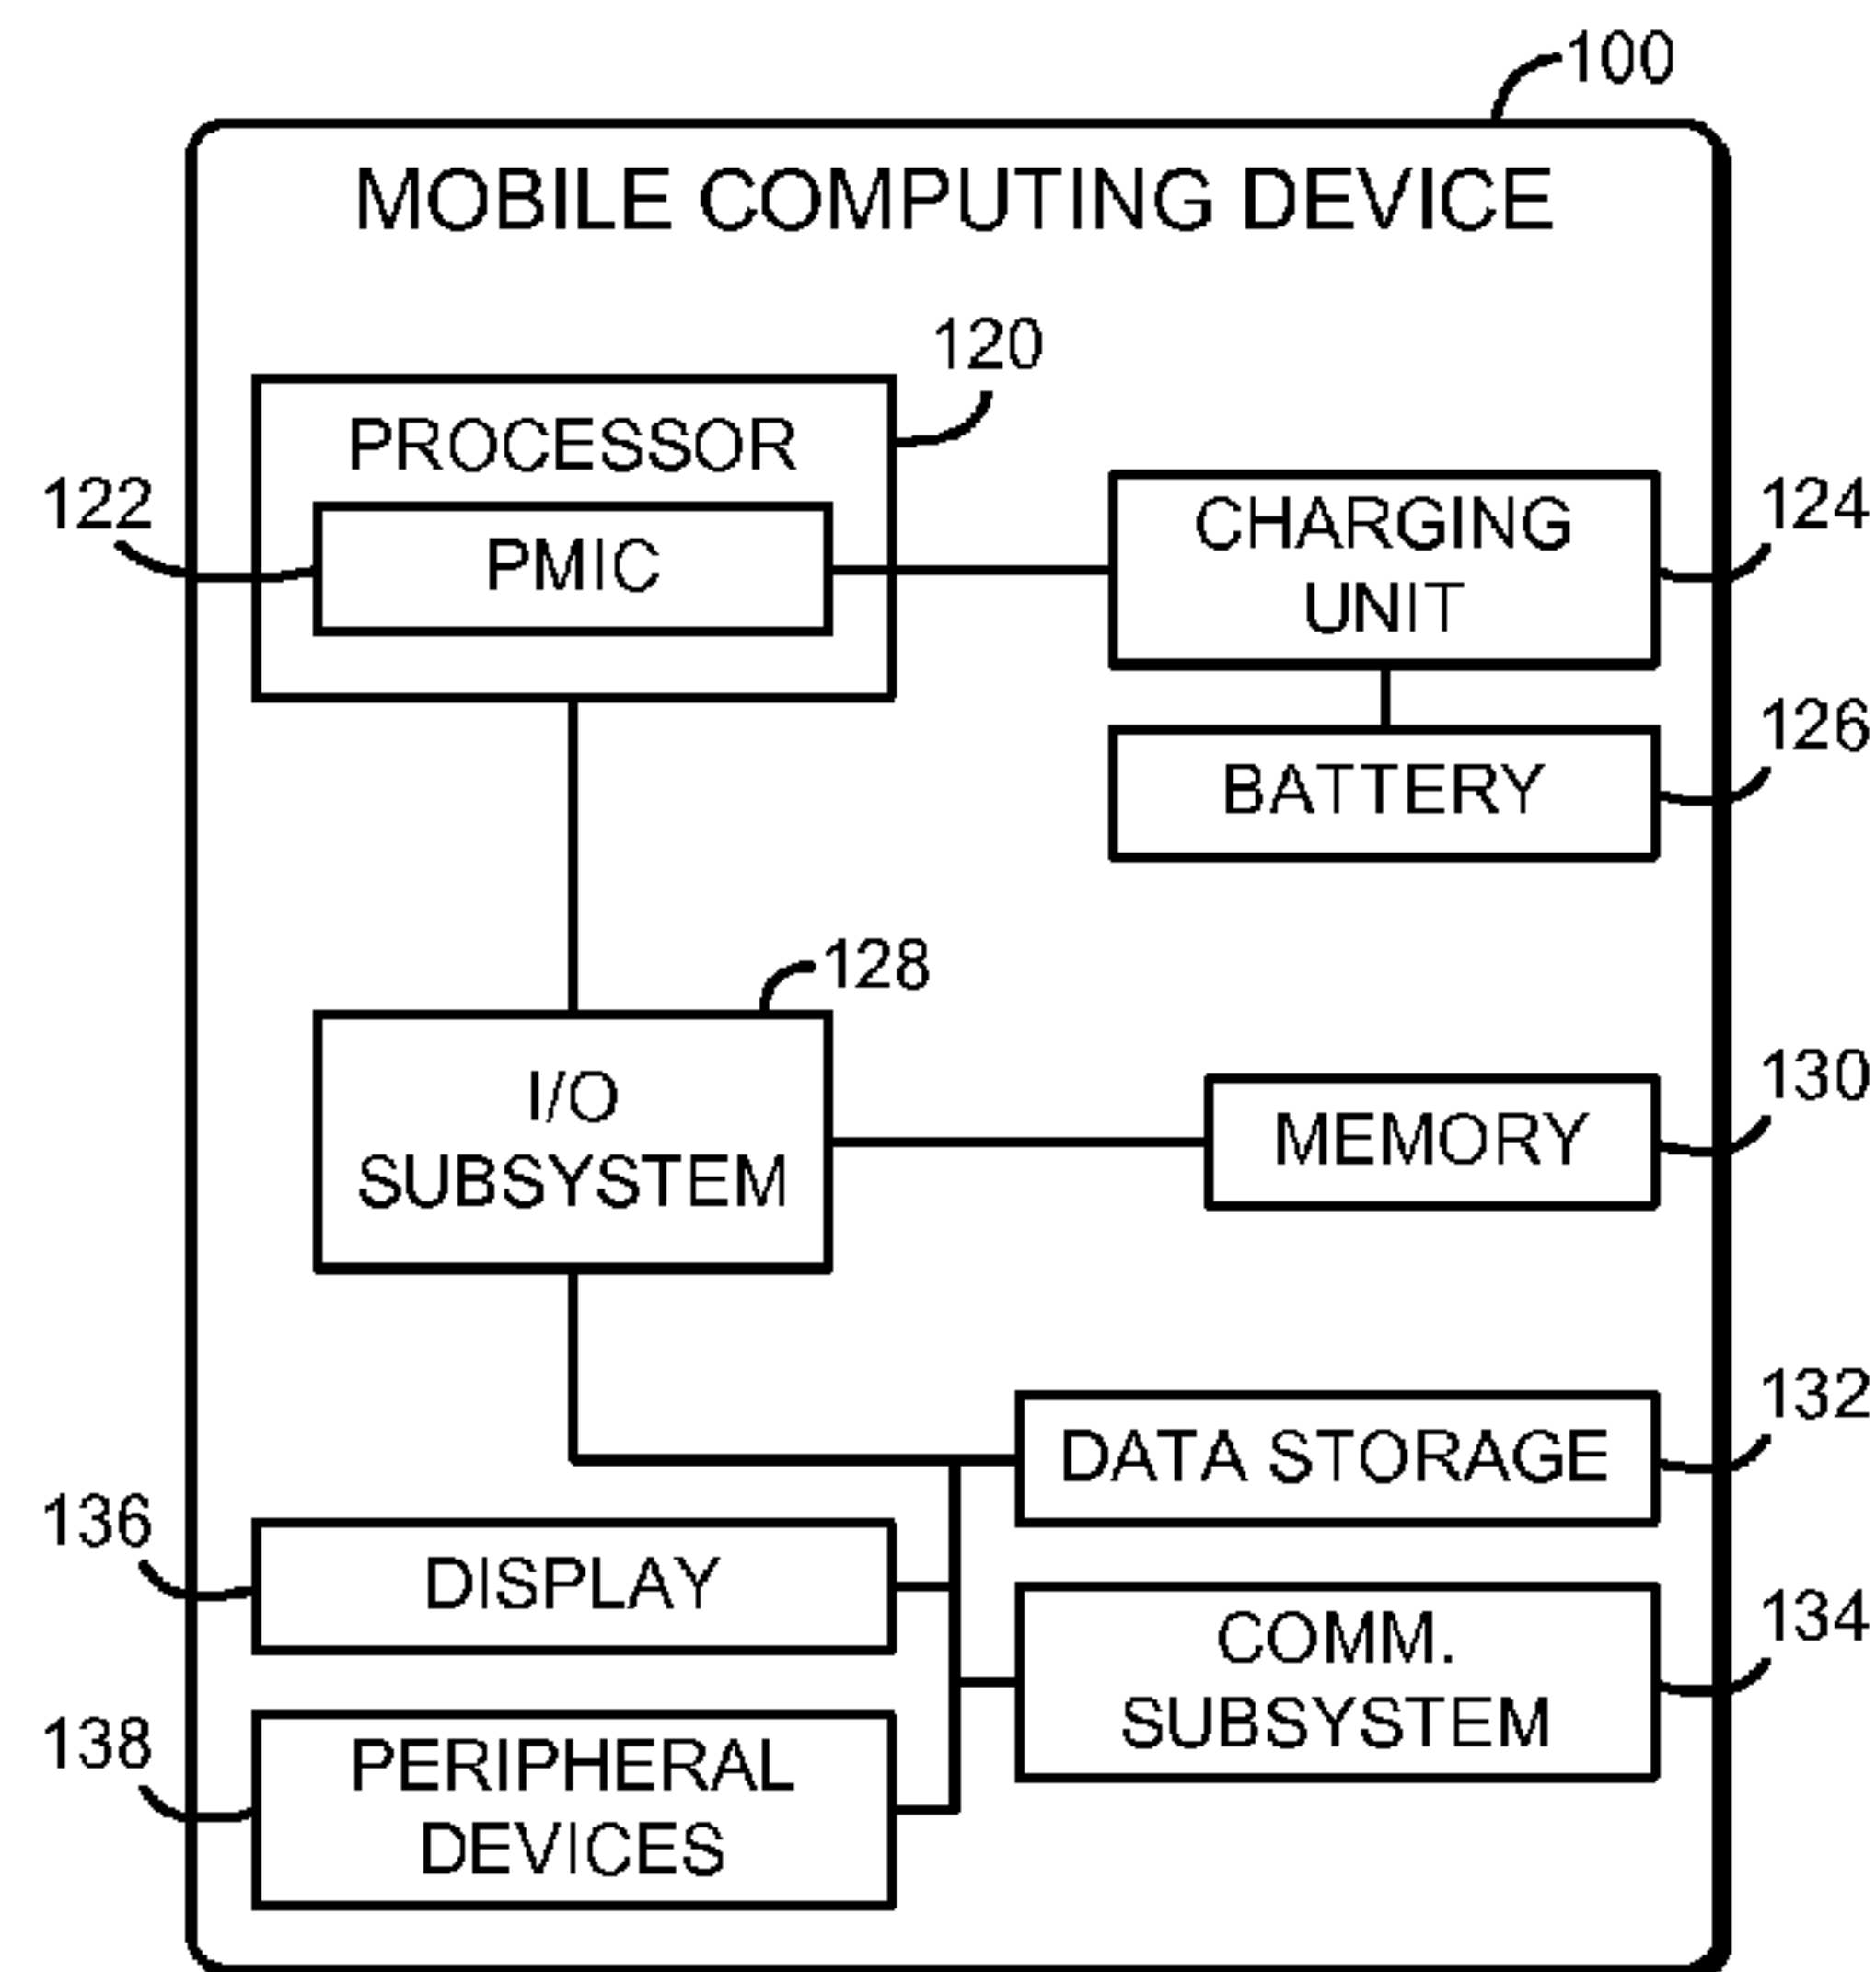 100
MOBILE COMPUTING DEVICE
120
PROCESSOR
122
PMIC
CHARGING
UNIT
124
126
BATTERY
128
I/O
SUBSYSTEM
130
MEMORY
132
DATA STORAGE
136
DISPLAY
134
COMM.
SUBSYSTEM
138
PERIPHERAL
DEVICES